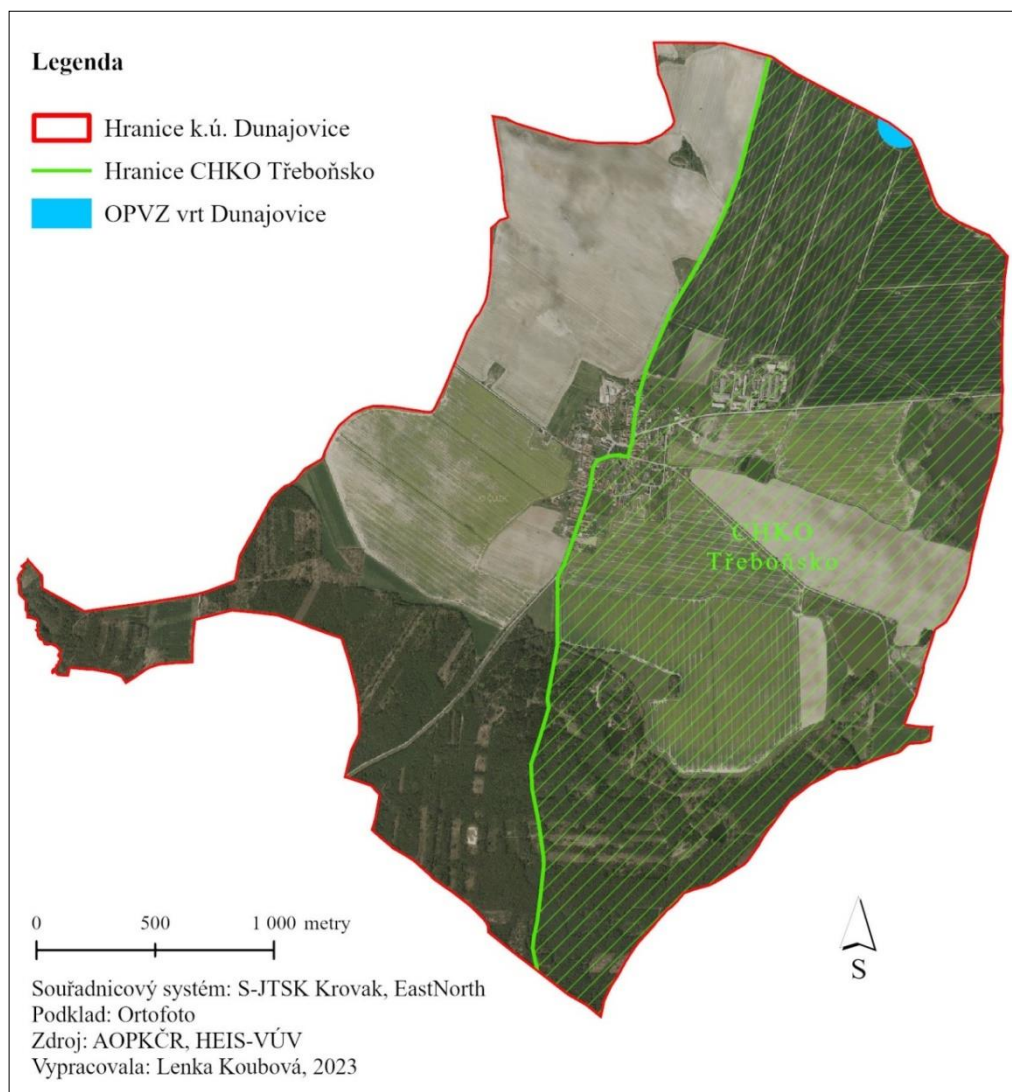 Legenda
Hranice k.ú. Dunajovice
Hranice CHKO Třeboňsko
OPVZ vrt Dunajovice
CHKO
Třeboňsko
0 500 1 000 metry
S
Souřadnicový systém: S-JTSK Krovak, EastNorth
Podklad: Ortofoto
Zdroj: AOPKČR, HEIS-VÚV
Vypracovala: Lenka Koubová, 2023